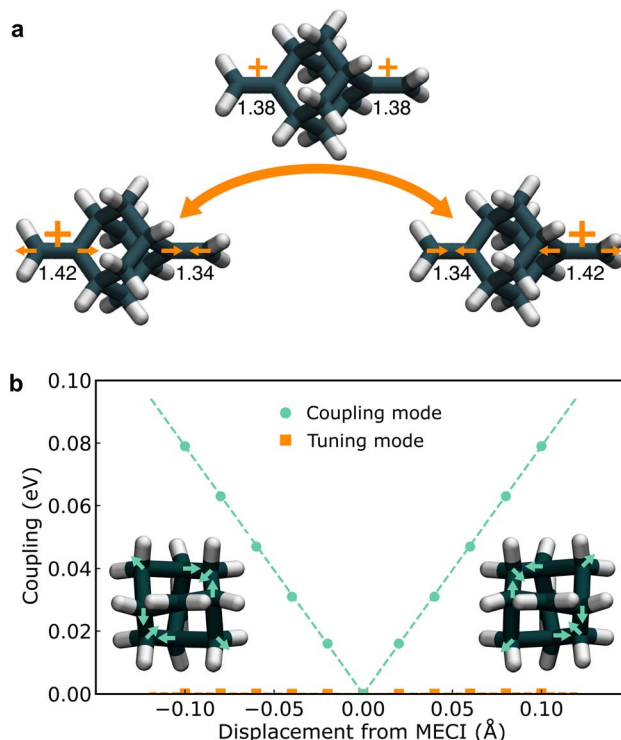 a
+ +
1.38 1.38
+ +
1.42 1.34 1.34 1.42
b
0.10
0.08
0.06
0.04
0.02
0.00
Coupling (eV)
Coupling mode
Tuning mode
−0.10 −0.05 0.00 0.05 0.10
Displacement from MECI (Å)